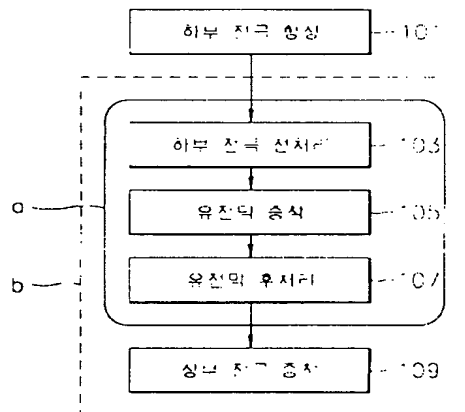 하부 전극 형성
101
하부 전극 전처리
103
a
유전막 증착
105
b
유전막 후처리
107
상부 전극 증착
109